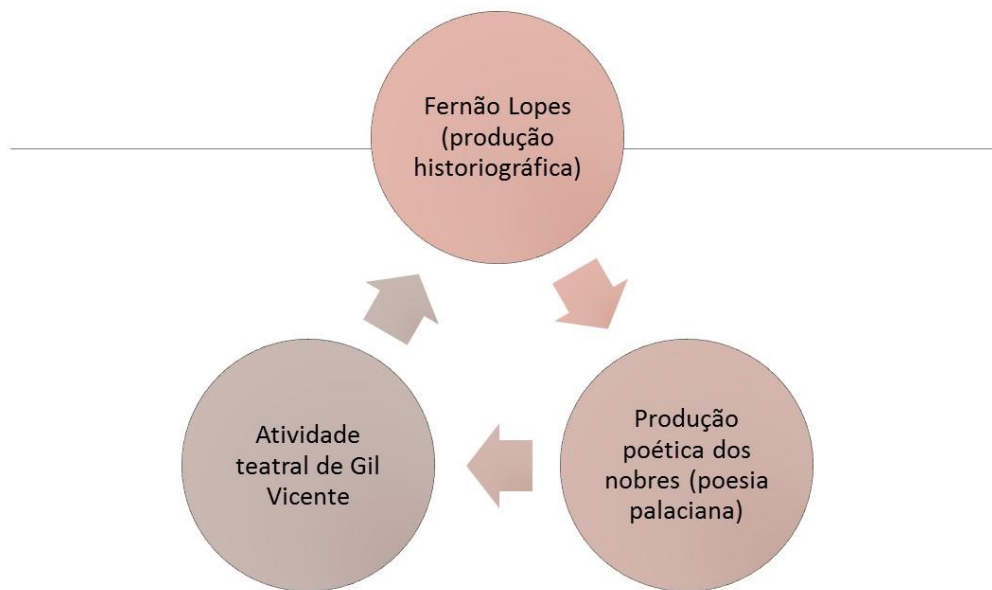 Fernão Lopes
(produção
historiográfica)
Produção
poética dos
nobres (poesia
palaciana)
Atividade
teatral de Gil
Vicente